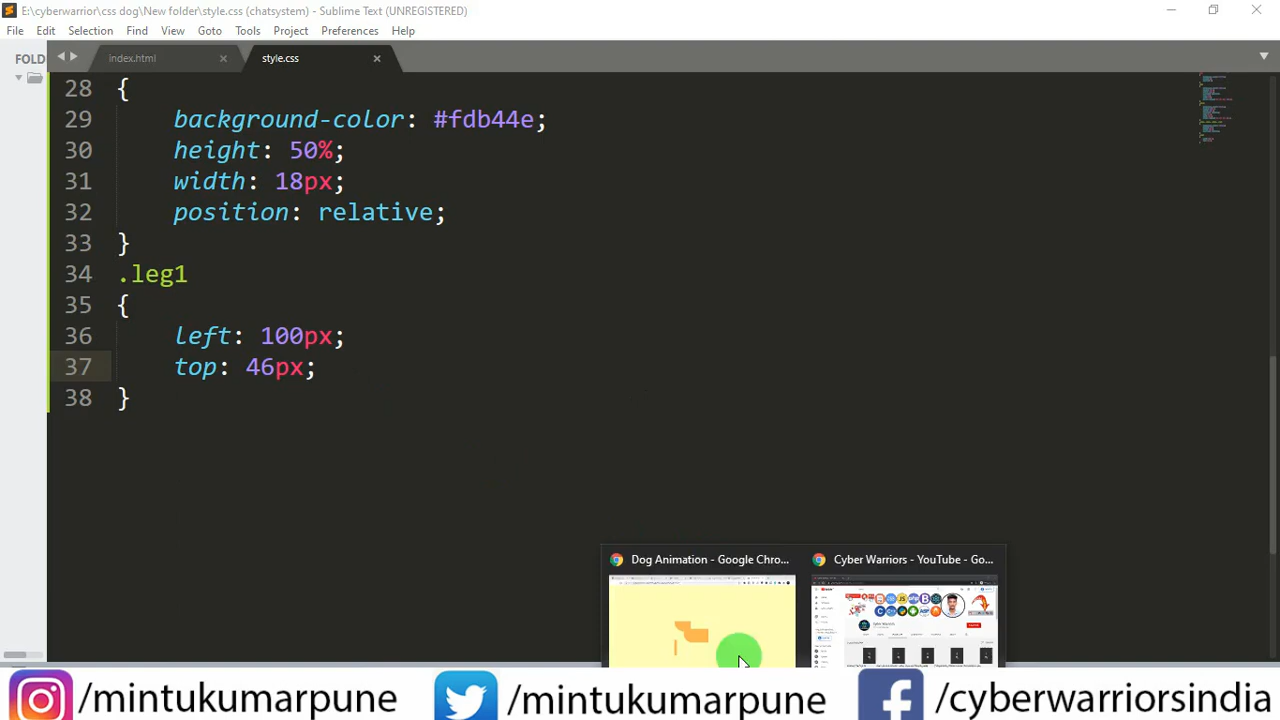 E:\cyberwarrior\css dog\New folder\style.css (chatsystem) - Sublime Text (UNREGISTERED)
File Edit Selection Find View Goto Tools Project Preferences Help
FOLD
index.html
style.css
28 {
29 background-color: #fdb44e;
30 height: 50%;
31 width: 18px;
32 position: relative;
33 }
34 .leg1
35 {
36 left: 100px;
37 top: 46px;
38 }
Dog Animation - Google Chro...
Cyber Warriors - YouTube - Go...
/mintukumarpune
/mintukumarpune
/cyberwarriorsindia